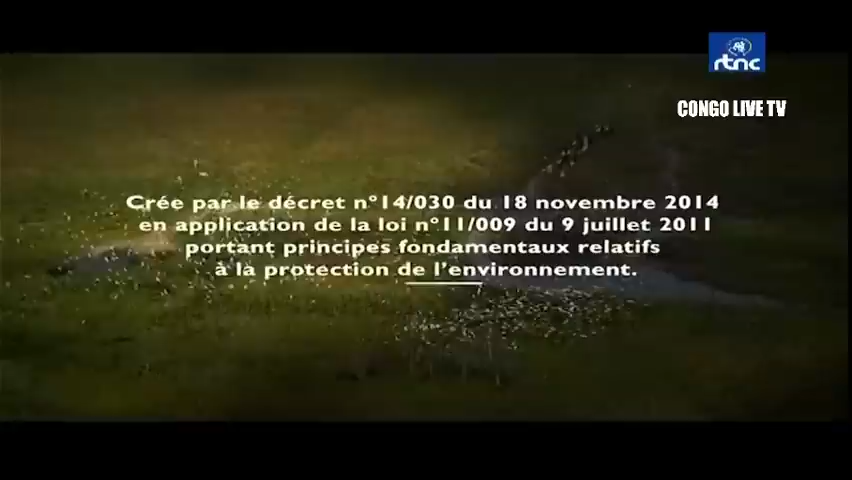 rtnc
CONGO LIVE TV
Crée par le décret n°14/030 du 18 novembre 2014
en application de la loi n°11/009 du 9 juillet 2011
portant principes fondamentaux relatifs
à la protection de l'environnement.